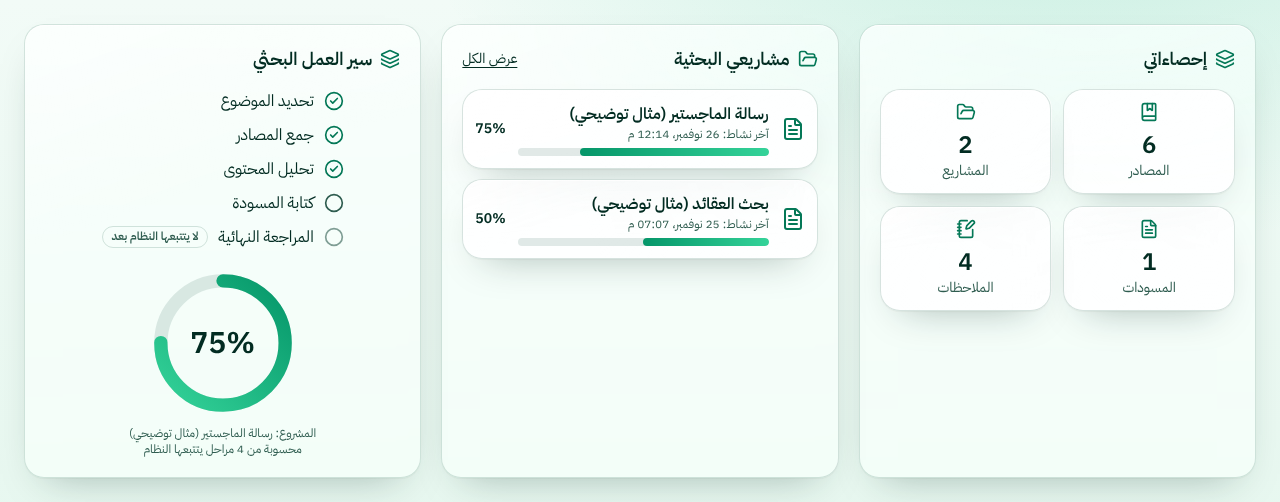 إحصاءاتي
6
المصادر
2
المشاريع
1
المسودات
4
الملاحظات
مشاريعي البحثية
عرض الكل
رسالة الماجستير (مثال توضيحي)
آخر نشاط: 26 نوفمبر، 12:14 م
75%
بحث العقائد (مثال توضيحي)
آخر نشاط: 25 نوفمبر، 07:07 م
50%
سير العمل البحثي
تحديد الموضوع
جمع المصادر
تحليل المحتوى
كتابة المسودة
المراجعة النهائية لا يتتبعها النظام بعد
75%
المشروع: رسالة الماجستير (مثال توضيحي)
محسوبة من 4 مراحل يتتبعها النظام